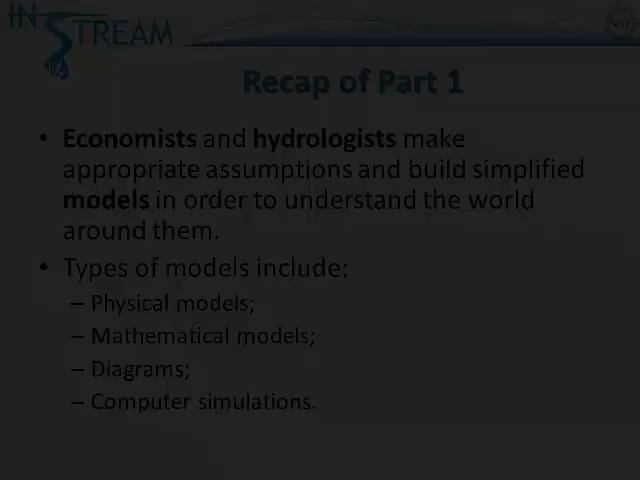 IN STREAM
Recap of Part 1
• Economists and hydrologists make
appropriate assumptions and build simplified
models in order to understand the world
around them.
• Types of models include:
– Physical models;
– Mathematical models;
– Diagrams;
– Computer simulations.